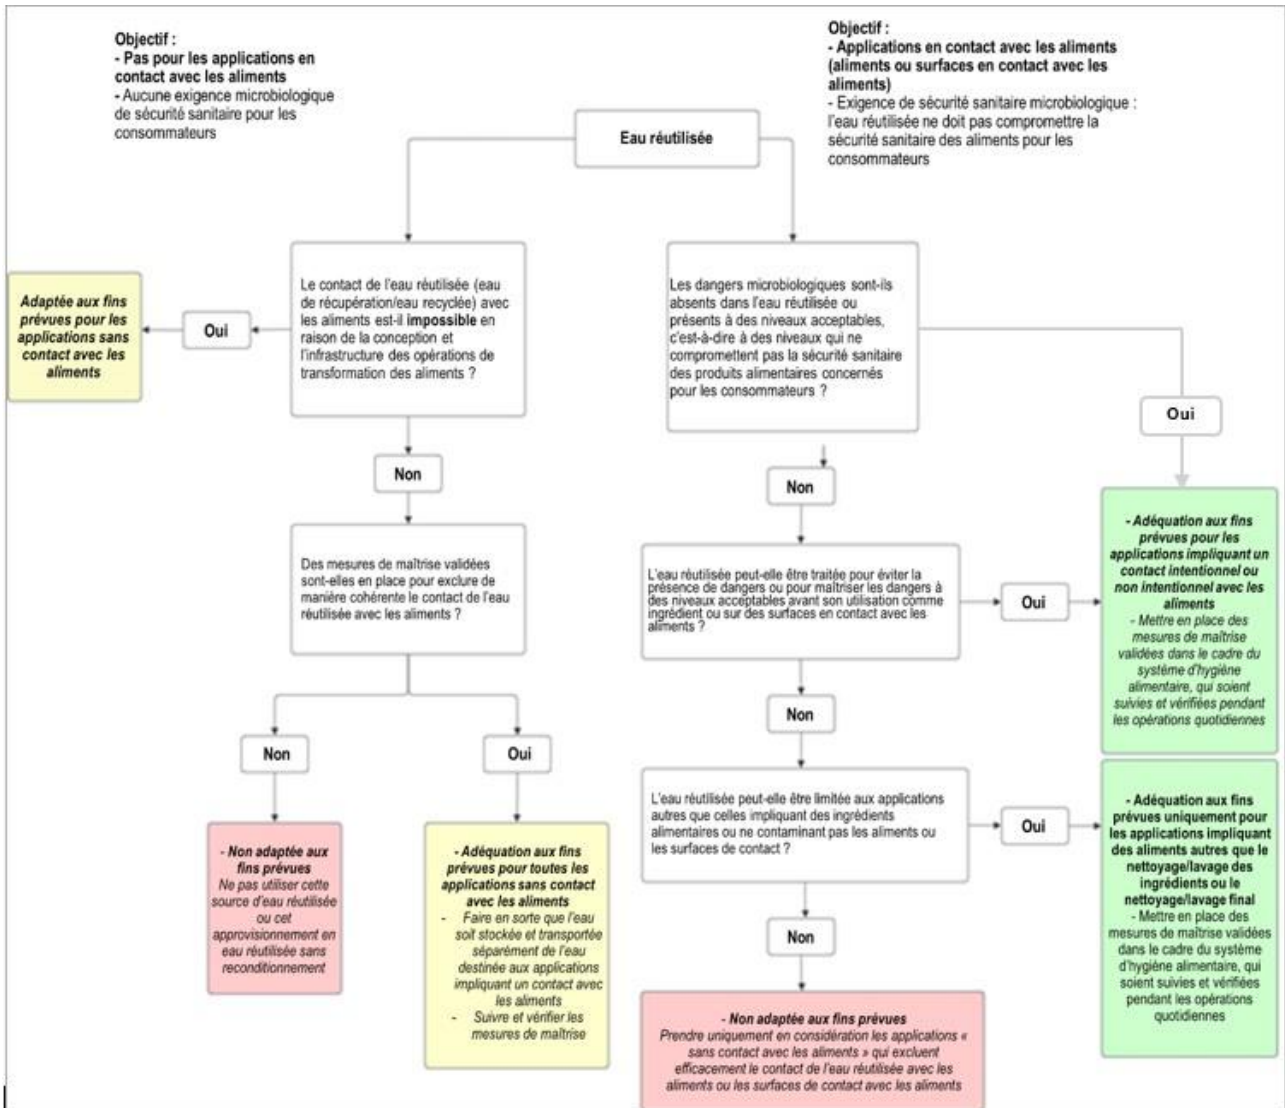 Objectif :
- Pas pour les applications en
contact avec les aliments
- Aucune exigence microbiologique
de sécurité sanitaire pour les
consommateurs
Objectif :
- Applications en contact avec les aliments
(aliments ou surfaces en contact avec les
aliments)
- Exigence de sécurité sanitaire microbiologique :
l'eau réutilisée ne doit pas compromettre la
sécurité sanitaire des aliments pour les
consommateurs
Eau réutilisée
Adaptée aux fins
prévues pour les
applications sans
contact avec les
aliments
Oui
Le contact de l'eau réutilisée (eau
de récupération/eau recyclée) avec
les aliments est-il impossible en
raison de la conception et
l'infrastructure des opérations de
transformation des aliments ?
Les dangers microbiologiques sont-ils
absents dans l'eau réutilisée ou
présents à des niveaux acceptables,
c'est-à-dire à des niveaux qui ne
compromettent pas la sécurité sanitaire
des produits alimentaires concernés
pour les consommateurs ?
Oui
Non
Non
Des mesures de maîtrise validées
sont-elles en place pour exclure de
manière cohérente le contact de l'eau
réutilisée avec les aliments ?
L'eau réutilisée peut-elle être traitée pour éviter la
présence de dangers ou pour maîtriser les dangers à
des niveaux acceptables avant son utilisation comme
ingrédient ou sur des surfaces en contact avec les
aliments ?
Oui
- Adéquation aux fins
prévues pour les
applications impliquant un
contact intentionnel ou
non intentionnel avec les
aliments
- Mettre en place des
mesures de maîtrise
validées dans le cadre du
système d'hygiène
alimentaire, qui soient
suivies et vérifiées pendant
les opérations quotidiennes
Non
Non
Oui
L'eau réutilisée peut-elle être limitée aux applications
autres que celles impliquant des ingrédients
alimentaires ou ne contaminant pas les aliments ou
les surfaces de contact ?
Oui
- Adéquation aux fins
prévues uniquement pour
les applications impliquant
des aliments autres que le
nettoyage/lavage des
ingrédients ou le
nettoyage/lavage final
- Mettre en place des
mesures de maîtrise validées
dans le cadre du système
d'hygiène alimentaire, qui
soient suivies et vérifiées
pendant les opérations
quotidiennes
- Non adaptée aux
fins prévues
Ne pas utiliser cette
source d'eau réutilisée
ou cet
approvisionnement en
eau réutilisée sans
reconditionnement
- Adéquation aux fins
prévues pour toutes les
applications sans contact
avec les aliments
- Faire en sorte que l'eau
soit stockée et transportée
séparément de l'eau
destinée aux applications
impliquant un contact avec
les aliments
- Suivre et vérifier les
mesures de maîtrise
Non
- Non adaptée aux fins prévues
Prendre uniquement en considération les applications «
sans contact avec les aliments » qui excluent
efficacement le contact de l'eau réutilisée avec les
aliments ou les surfaces de contact avec les aliments